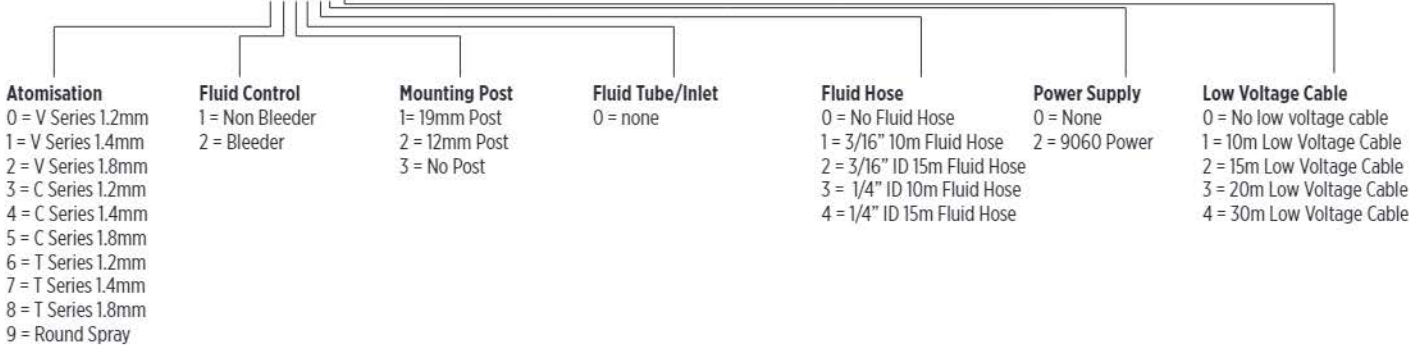 Atomisation
0 = V Series 1.2mm
1 = V Series 1.4mm
2 = V Series 1.8mm
3 = C Series 1.2mm
4 = C Series 1.4mm
5 = C Series 1.8mm
6 = T Series 1.2mm
7 = T Series 1.4mm
8 = T Series 1.8mm
9 = Round Spray
Fluid Control
1 = Non Bleeder
2 = Bleeder
Mounting Post
1= 19mm Post
2 = 12mm Post
3 = No Post
Fluid Tube/Inlet
0 = none
Fluid Hose
0 = No Fluid Hose
1 = 3/16” 10m Fluid Hose
2 = 3/16” ID 15m Fluid Hose
3 = 1/4” ID 10m Fluid Hose
4 = 1/4” ID 15m Fluid Hose
Power Supply
0 = None
2 = 9060 Power
Low Voltage Cable
0 = No low voltage cable
1 = 10m Low Voltage Cable
2 = 15m Low Voltage Cable
3 = 20m Low Voltage Cable
4 = 30m Low Voltage Cable